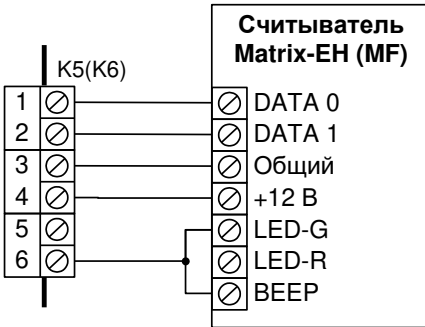 Считыватель
Matrix-EH (MF)
K5(K6)
1 DATA 0
2 DATA 1
3 Общий
4 +12 В
5 LED-G
6 LED-R
BEEP